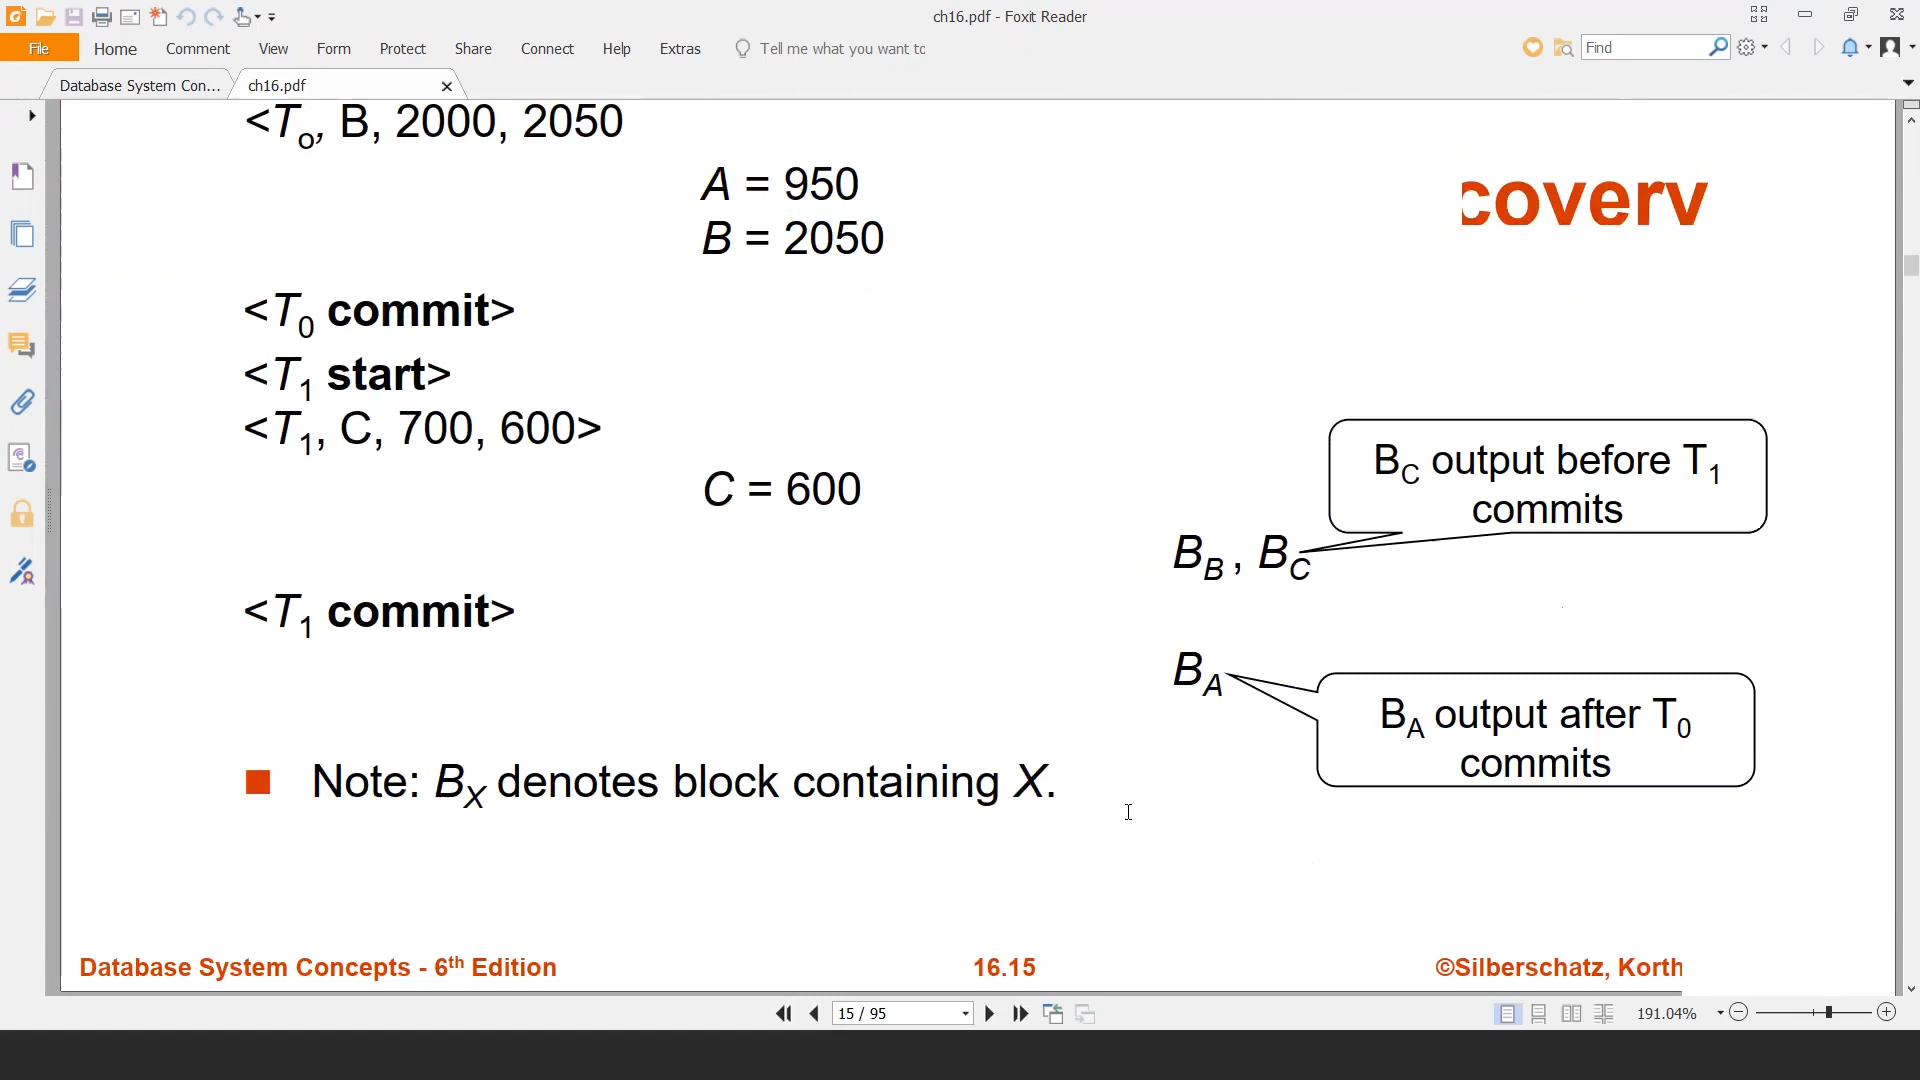 ch16.pdf - Foxit Reader
File Home Comment View Form Protect Share Connect Help Extras Tell me what you want to Find
Database System Con... ch16.pdf
<To, B, 2000, 2050
A = 950
B = 2050
covery
<T0 commit>
<T1 start>
<T1, C, 700, 600>
C = 600
BC output before T1
commits
BB , BC
<T1 commit>
BA
BA output after T0
commits
Note: BX denotes block containing X.
Database System Concepts - 6th Edition 16.15 ©Silberschatz, Korth
15 / 95 191.04%